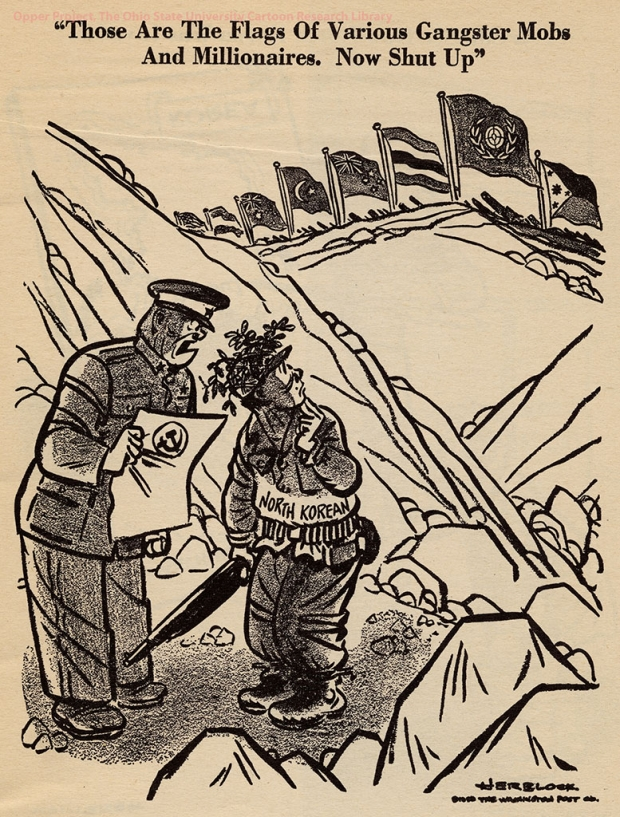 Opper Project, The Ohio State University Cartoon Research Library
“Those Are The Flags Of Various Gangster Mobs
And Millionaires. Now Shut Up”
NORTH KOREAN
HERBLOCK
THE WASHINGTON POST CO.